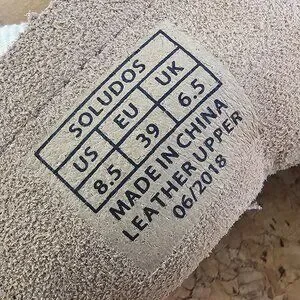 SOLUDOS
US EU UK
8.5 39 6.5
MADE IN CHINA
LEATHER UPPER
06/2018